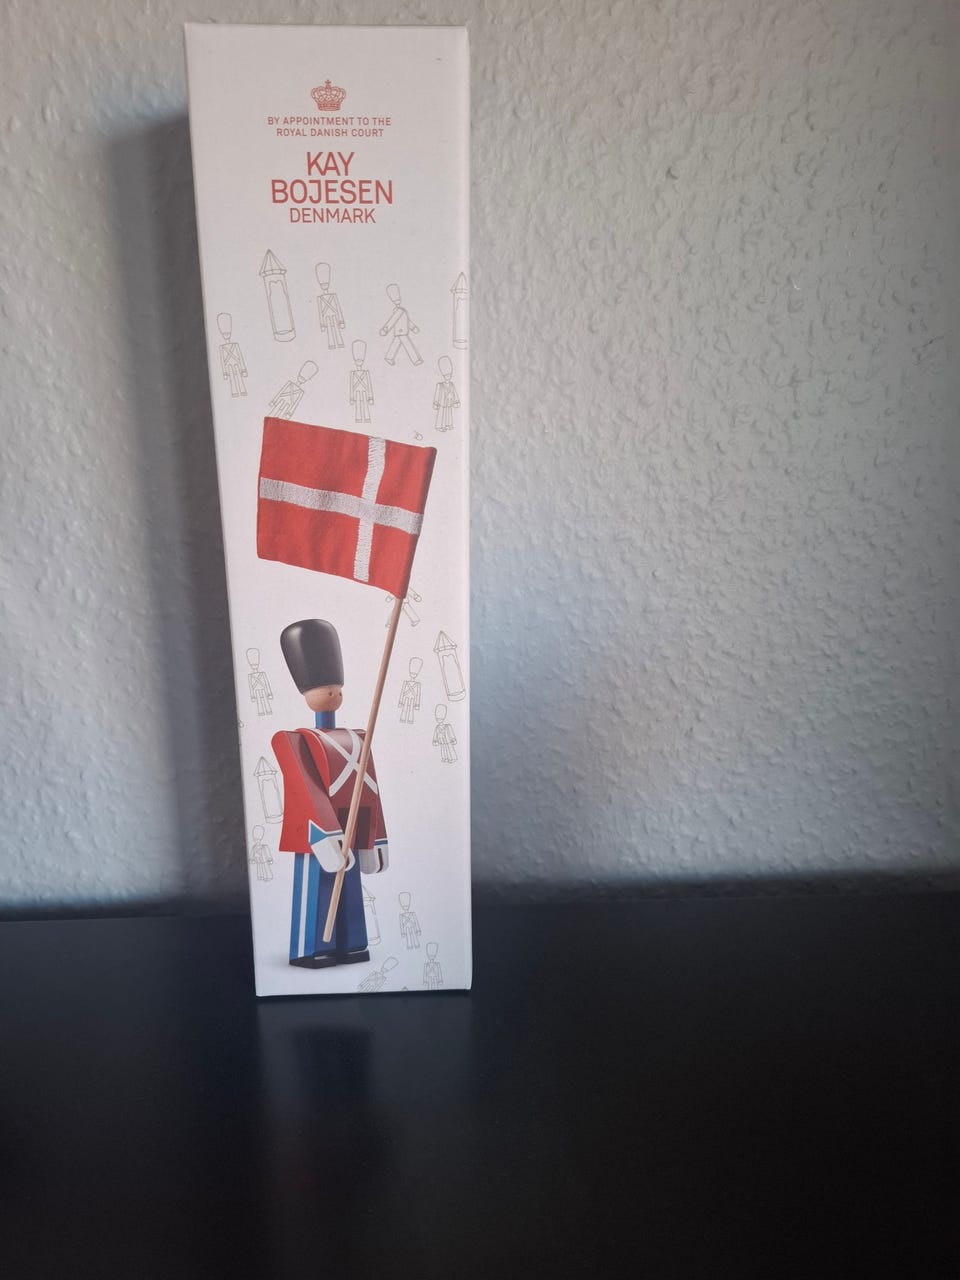 BY APPOINTMENT TO THE
ROYAL DANISH COURT
KAY
BOJESEN
DENMARK